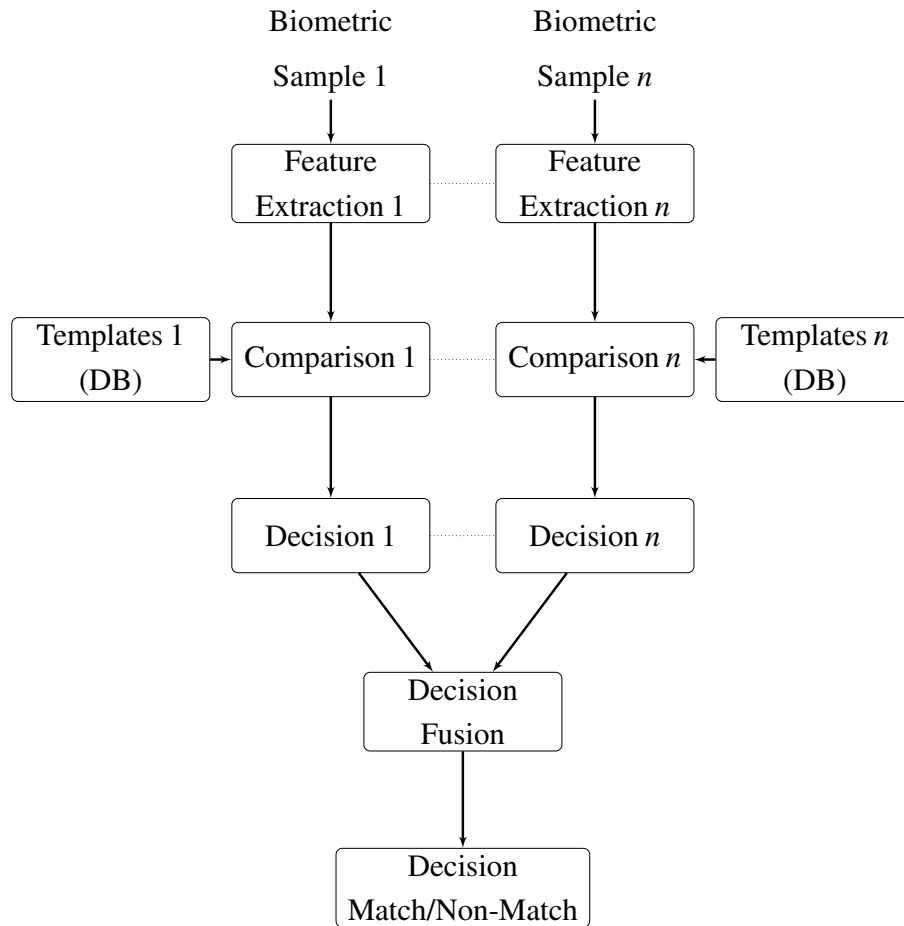 Biometric
Sample 1
Biometric
Sample n
Feature
Extraction 1
Feature
Extraction n
Templates 1
(DB)
Comparison 1
Comparison n
Templates n
(DB)
Decision 1
Decision n
Decision
Fusion
Decision
Match/Non-Match